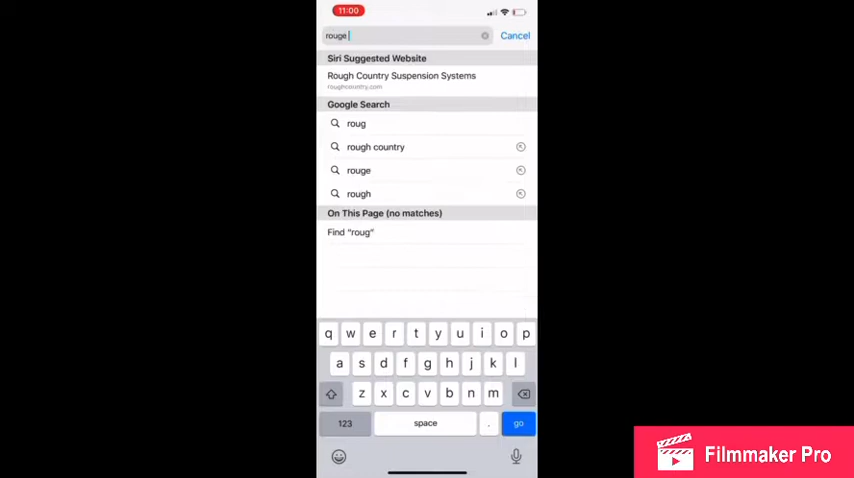 11:00
rouge
Cancel
Siri Suggested Website
Rough Country Suspension Systems
roughcountry.com
Google Search
roug
rough country
rouge
rough
On This Page (no matches)
Find "roug"
q w e r t y u i o p
a s d f g h j k l
z x c v b n m
123 space . go
Filmmaker Pro